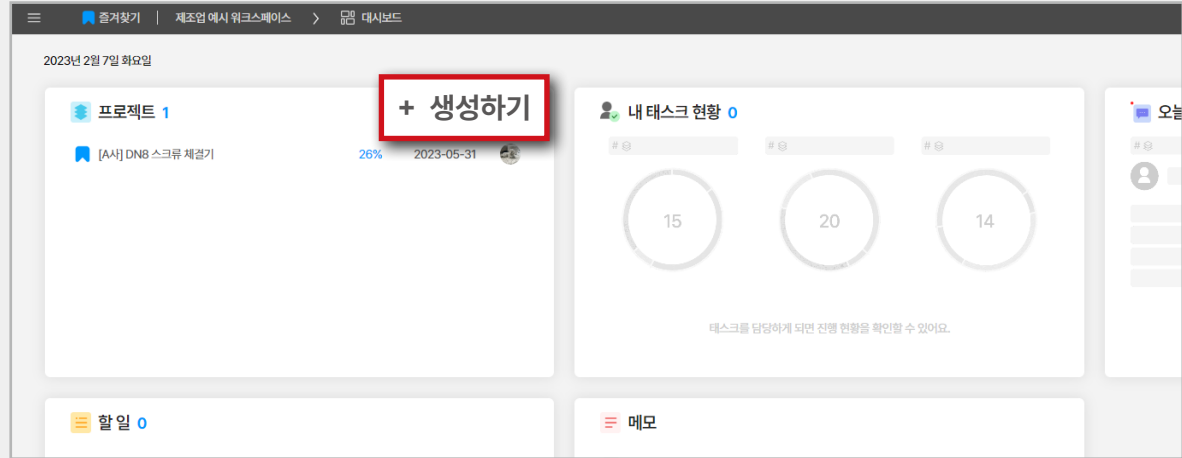 즐겨찾기 | 제조업 예시 워크스페이스 > 대시보드
2023년 2월 7일 화요일
프로젝트 1
+ 생성하기
[A사] DN8 스크류 체결기 26% 2023-05-31
내 태스크 현황 0
# # #
15 20 14
태스크를 담당하게 되면 진행 현황을 확인할 수 있어요.
오늘
#
할 일 0
메모